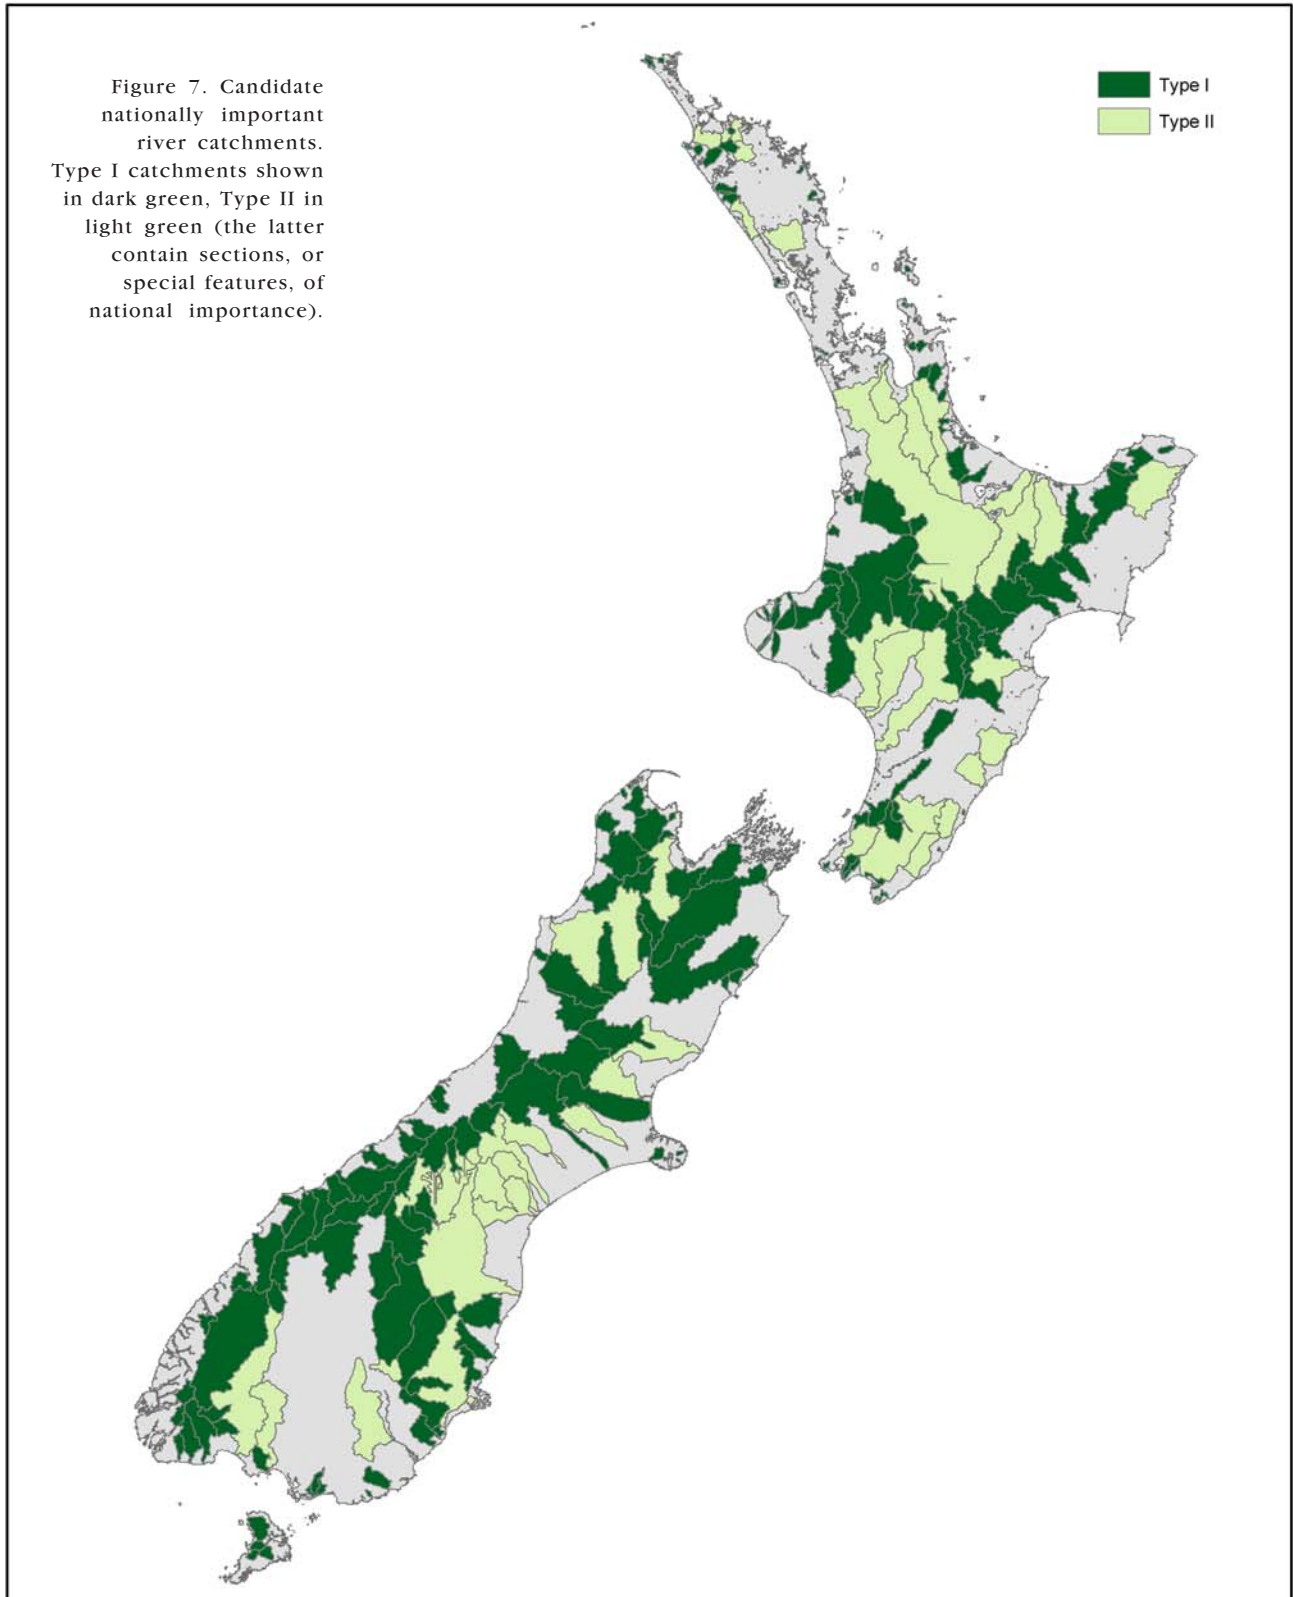 Figure 7. Candidate
nationally important
river catchments.
Type I catchments shown
in dark green, Type II in
light green (the latter
contain sections, or
special features, of
national importance).
Type I
Type II